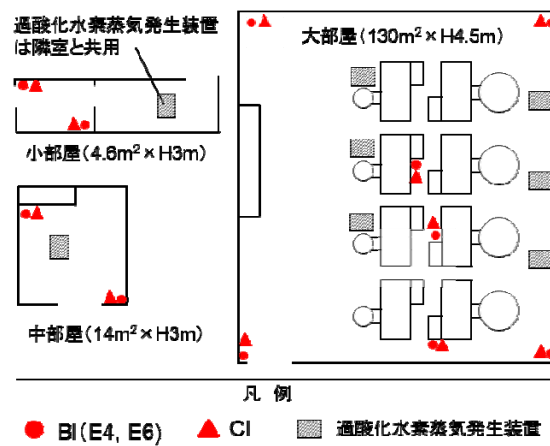 過酸化水素蒸気発生装置
は隣室と共用
大部屋(130m²×H4.5m)
小部屋(4.6m²×H3m)
中部屋(14m²×H3m)
凡 例
BI(E4, E6)
CI
過酸化水素蒸気発生装置